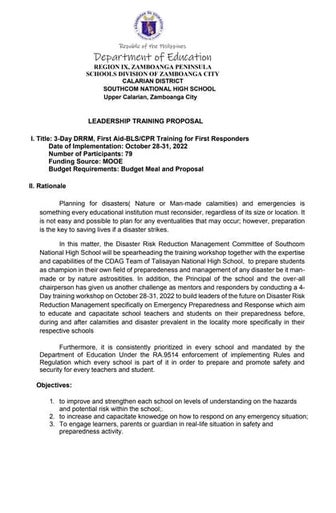 Republic of the Philippines
Department of Education
REGION IX, ZAMBOANGA PENINSULA
SCHOOLS DIVISION OF ZAMBOANGA CITY
CALARIAN DISTRICT
SOUTHCOM NATIONAL HIGH SCHOOL
Upper Calarian, Zamboanga City
LEADERSHIP TRAINING PROPOSAL
I. Title: 3-Day DRRM, First Aid-BLS/CPR Training for First Responders
Date of Implementation: October 28-31, 2022
Number of Participants: 79
Funding Source: MOOE
Budget Requirements: Budget Meal and Proposal
II. Rationale
Planning for disasters( Nature or Man-made calamities) and emergencies is
something every educational institution must reconsider, regardless of its size or location. It
is not easy and possible to plan for any eventualities that may occur; however, preparation
is the key to saving lives if a disaster strikes.
In this matter, the Disaster Risk Reduction Management Committee of Southcom
National High School will be spearheading the training workshop together with the expertise
and capabilities of the CDAG Team of Talisayan National High School, to prepare students
as champion in their own field of preparedness and management of any disaster be it man-
made or by nature astrosities. In addition, the Principal of the school and the over-all
chairperson has given us another challenge as mentors and responders by conducting a 4-
Day training workshop on October 28-31, 2022 to build leaders of the future on Disaster Risk
Reduction Management specifically on Emergency Preparedness and Response which aim
to educate and capacitate school teachers and students on their preparedness before,
during and after calamities and disaster prevalent in the locality more specifically in their
respective schools
Furthermore, it is consistently prioritized in every school and mandated by the
Department of Education Under the RA.9514 enforcement of implementing Rules and
Regulation which every school is part of it in order to prepare and promote safety and
security for every teachers and student.
Objectives:
1. to improve and strengthen each school on levels of understanding on the hazards
and potential risk within the school;.
2. to increase and capacitate knowedge on how to respond on any emergency situation;
3. To engage learners, parents or guardian in real-life situation in safety and
preparedness activity.